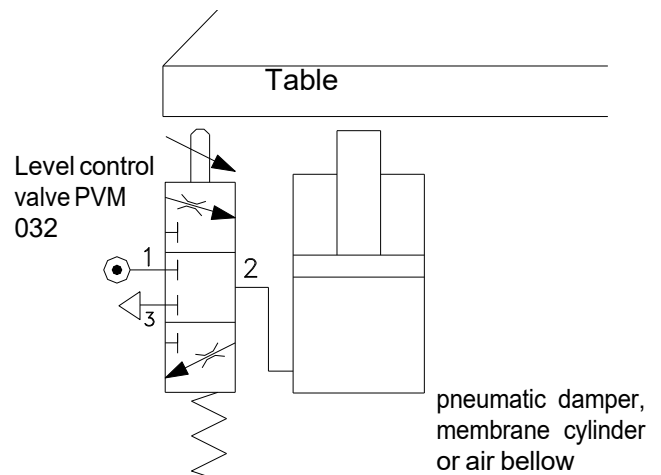 Table
Level control
valve PVM
032
1
2
3
pneumatic damper,
membrane cylinder
or air bellow